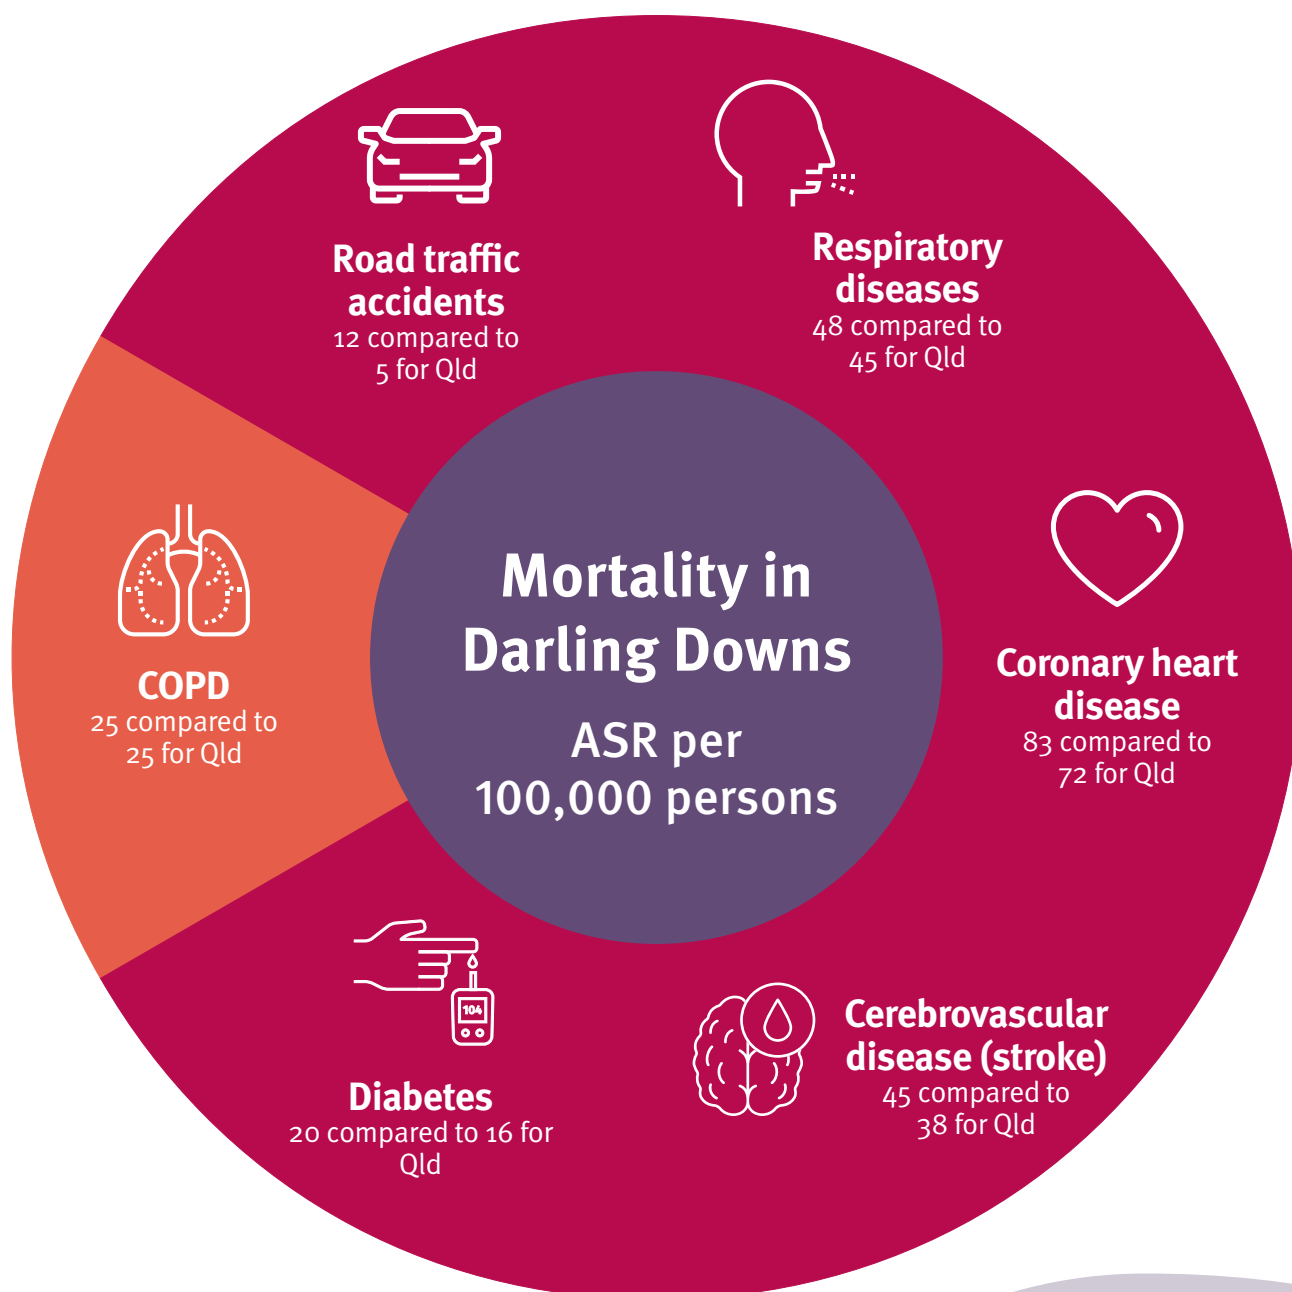 Mortality in
Darling Downs
ASR per
100,000 persons
Road traffic
accidents
12 compared to
5 for Qld
Respiratory
diseases
48 compared to
45 for Qld
Coronary heart
disease
83 compared to
72 for Qld
Cerebrovascular
disease (stroke)
45 compared to
38 for Qld
104
Diabetes
20 compared to 16 for
Qld
COPD
25 compared to
25 for Qld